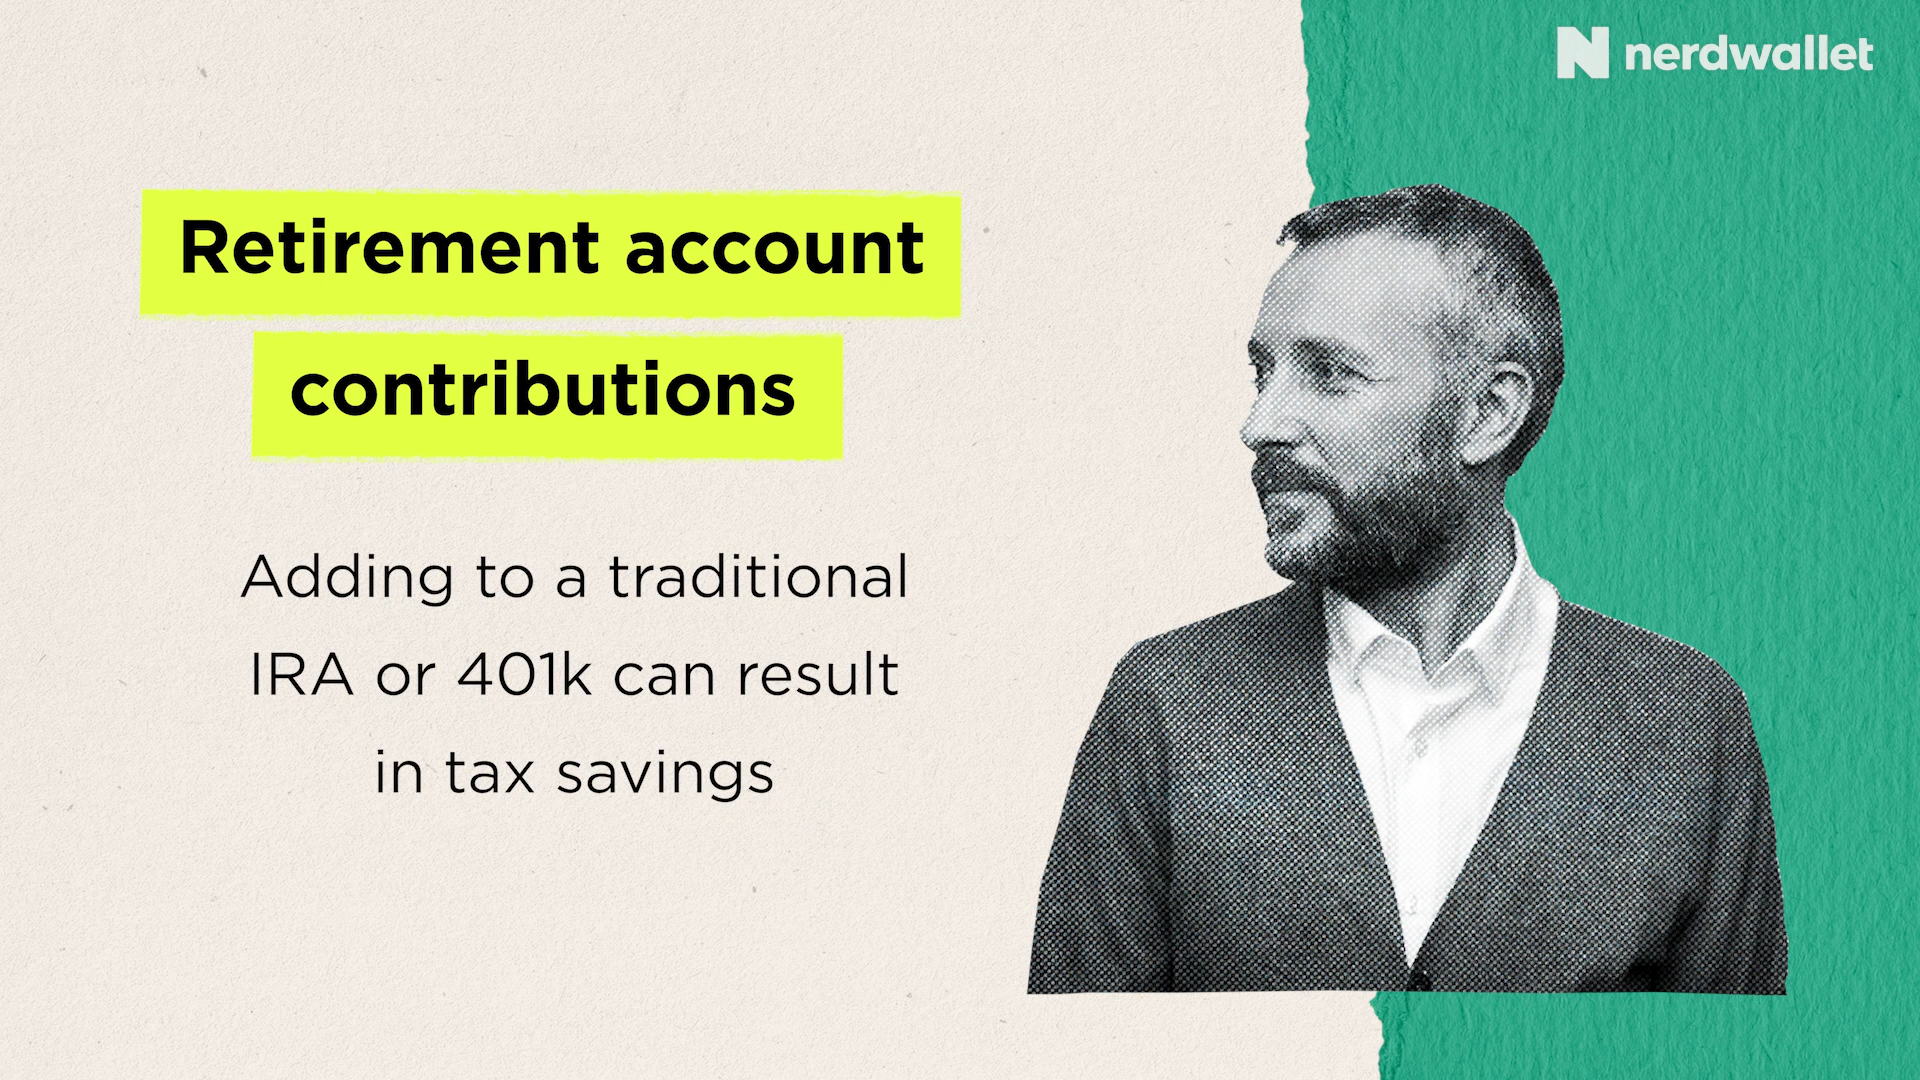 nerdwallet
Retirement account
contributions
Adding to a traditional
IRA or 401k can result
in tax savings